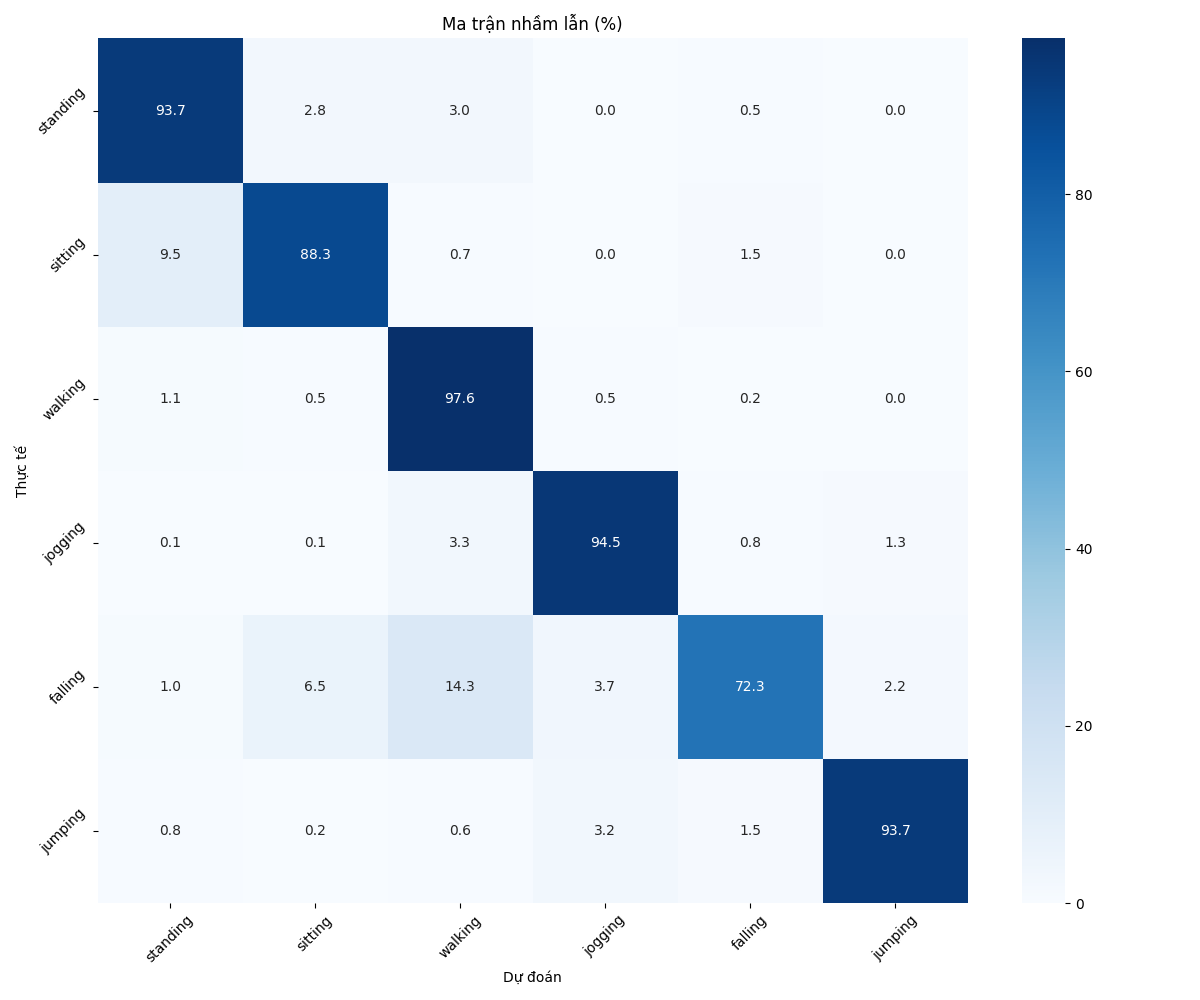 Ma trận nhầm lẫn (%)
standing 93.7 2.8 3.0 0.0 0.5 0.0
sitting 9.5 88.3 0.7 0.0 1.5 0.0
walking 1.1 0.5 97.6 0.5 0.2 0.0
jogging 0.1 0.1 3.3 94.5 0.8 1.3
falling 1.0 6.5 14.3 3.7 72.3 2.2
jumping 0.8 0.2 0.6 3.2 1.5 93.7
standing sitting walking jogging falling jumping
Dự đoán
Thực tế
80
60
40
20
0